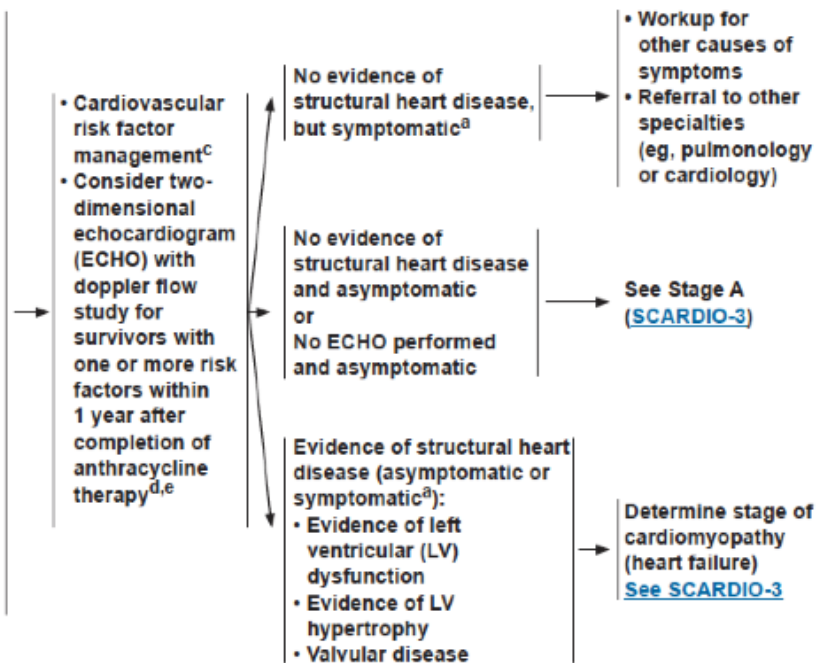 • Cardiovascular
risk factor
managementᶜ
• Consider two-
dimensional
echocardiogram
(ECHO) with
doppler flow
study for
survivors with
one or more risk
factors within
1 year after
completion of
anthracycline
therapyᵈ,ᵉ
No evidence of
structural heart disease,
but symptomaticᵃ
• Workup for
other causes of
symptoms
• Referral to other
specialties
(eg, pulmonology
or cardiology)
No evidence of
structural heart disease
and asymptomatic
or
No ECHO performed
and asymptomatic
See Stage A
(SCARDIO-3)
Evidence of structural heart
disease (asymptomatic or
symptomaticᵃ):
• Evidence of left
ventricular (LV)
dysfunction
• Evidence of LV
hypertrophy
• Valvular disease
Determine stage of
cardiomyopathy
(heart failure)
See SCARDIO-3